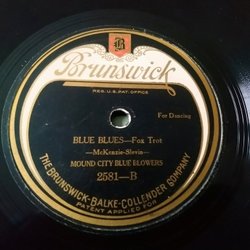 B
Brunswick
REG. U.S. PAT. OFFICE
For Dancing
BLUE BLUES—Fox Trot
—McKenzie-Slevin—
MOUND CITY BLUE BLOWERS
2581—B
THE BRUNSWICK-BALKE-COLLENDER COMPANY
PATENT APPLIED FOR